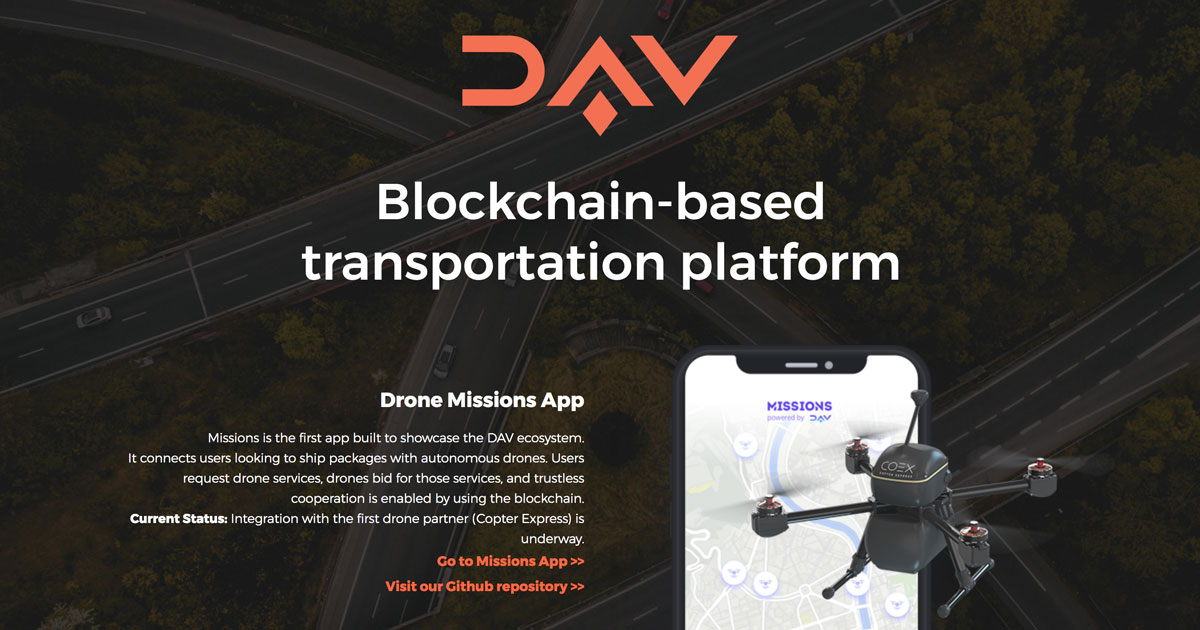 DAV
Blockchain-based
transportation platform
Drone Missions App
Missions is the first app built to showcase the DAV ecosystem.
It connects users looking to ship packages with autonomous drones. Users
request drone services, drones bid for those services, and trustless
cooperation is enabled by using the blockchain.
Current Status: Integration with the first drone partner (Copter Express) is
underway.
Go to Missions App >>
Visit our Github repository >>
MISSIONS
powered by DAV
COEX
COPTER EXPRESS